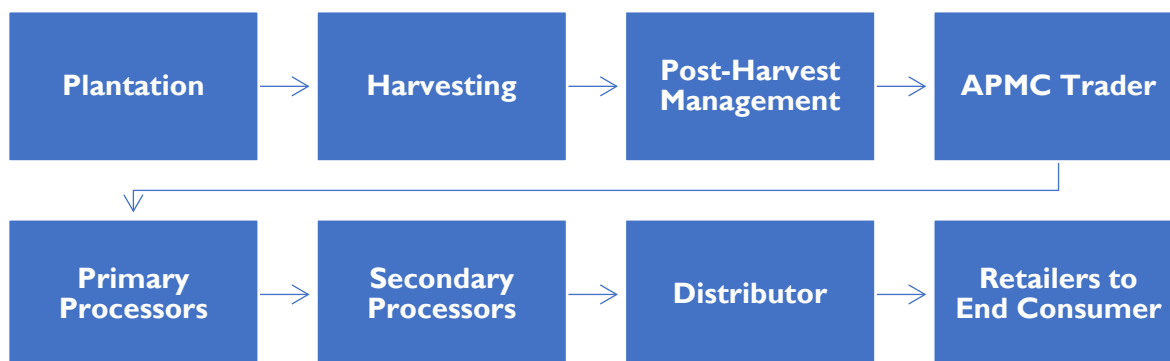 Plantation
Harvesting
Post-Harvest
Management
APMC Trader
Primary
Processors
Secondary
Processors
Distributor
Retailers to
End Consumer